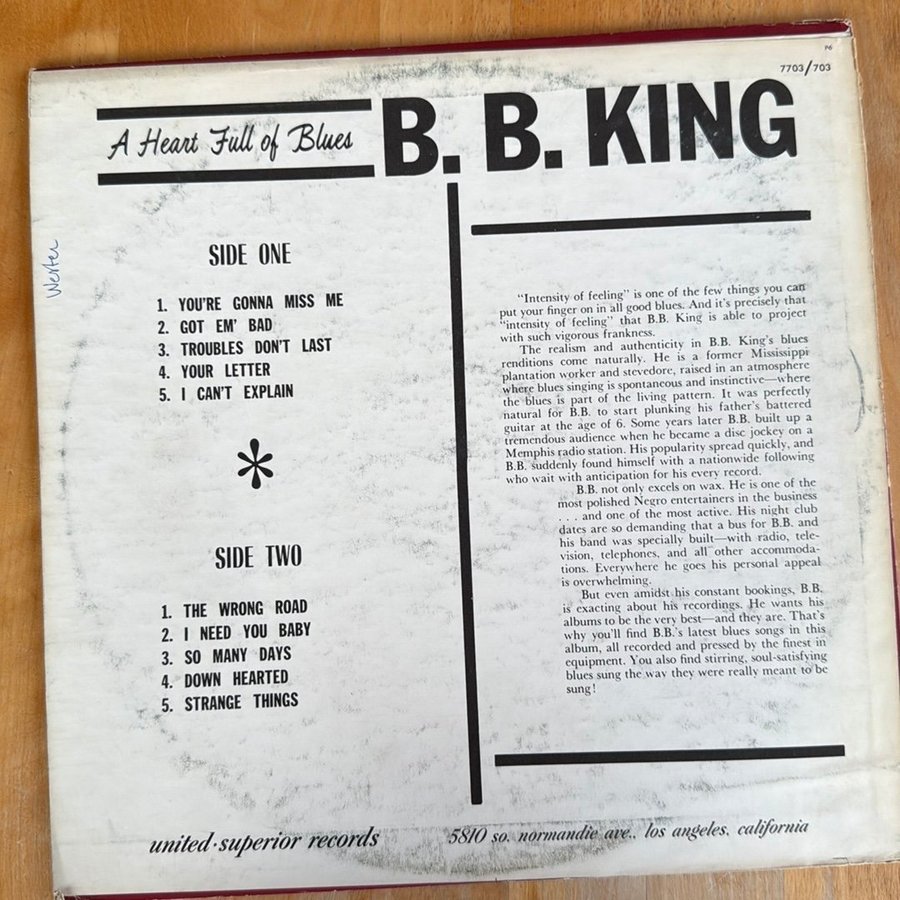 P6
7703/703
A Heart Full of Blues
B. B. KING
Werter
SIDE ONE
1. YOU'RE GONNA MISS ME
2. GOT EM' BAD
3. TROUBLES DON'T LAST
4. YOUR LETTER
5. I CAN'T EXPLAIN
*
SIDE TWO
1. THE WRONG ROAD
2. I NEED YOU BABY
3. SO MANY DAYS
4. DOWN HEARTED
5. STRANGE THINGS
"Intensity of feeling" is one of the few things you can
put your finger on in all good blues. And it's precisely that
"intensity of feeling" that B.B. King is able to project
with such vigorous frankness.
The realism and authenticity in B.B. King's blues
renditions come naturally. He is a former Mississippi
plantation worker and stevedore, raised in an atmosphere
where blues singing is spontaneous and instinctive—where
the blues is part of the living pattern. It was perfectly
natural for B.B. to start plunking his father's battered
guitar at the age of 6. Some years later B.B. built up a
tremendous audience when he became a disc jockey on a
Memphis radio station. His popularity spread quickly, and
B.B. suddenly found himself with a nationwide following
who wait with anticipation for his every record.
B.B. not only excels on wax. He is one of the
most polished Negro entertainers in the business
. . . and one of the most active. His night club
dates are so demanding that a bus for B.B. and
his band was specially built—with radio, tele-
vision, telephones, and all other accommoda-
tions. Everywhere he goes his personal appeal
is overwhelming.
But even amidst his constant bookings, B.B.
is exacting about his recordings. He wants his
albums to be the very best—and they are. That's
why you'll find B.B.'s latest blues songs in this
album, all recorded and pressed by the finest in
equipment. You also find stirring, soul-satisfying
blues sung the way they were really meant to be
sung!
united·superior records
5810 so. normandie ave., los angeles, california